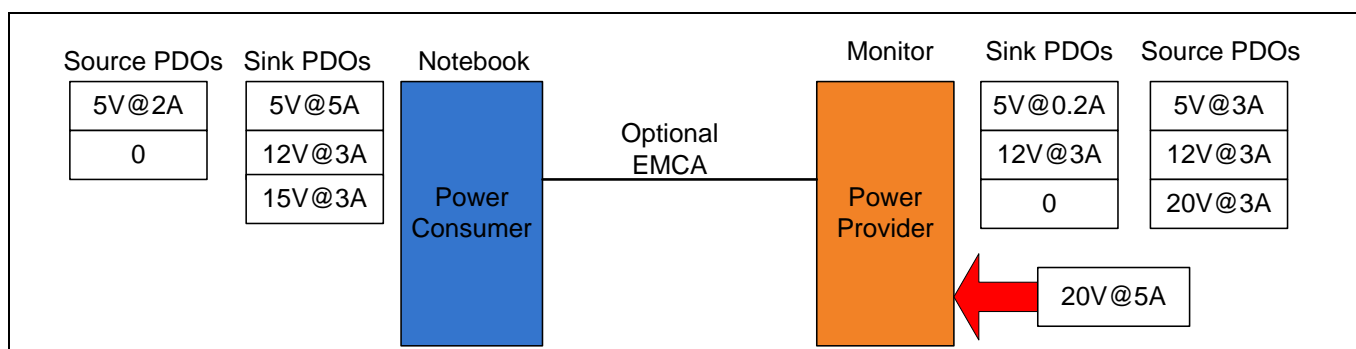 Source PDOs
Sink PDOs
Notebook
Monitor
Sink PDOs
Source PDOs
5V@2A
0
5V@5A
12V@3A
15V@3A
Power
Consumer
Optional
EMCA
Power
Provider
5V@0.2A
12V@3A
0
5V@3A
12V@3A
20V@3A
20V@5A